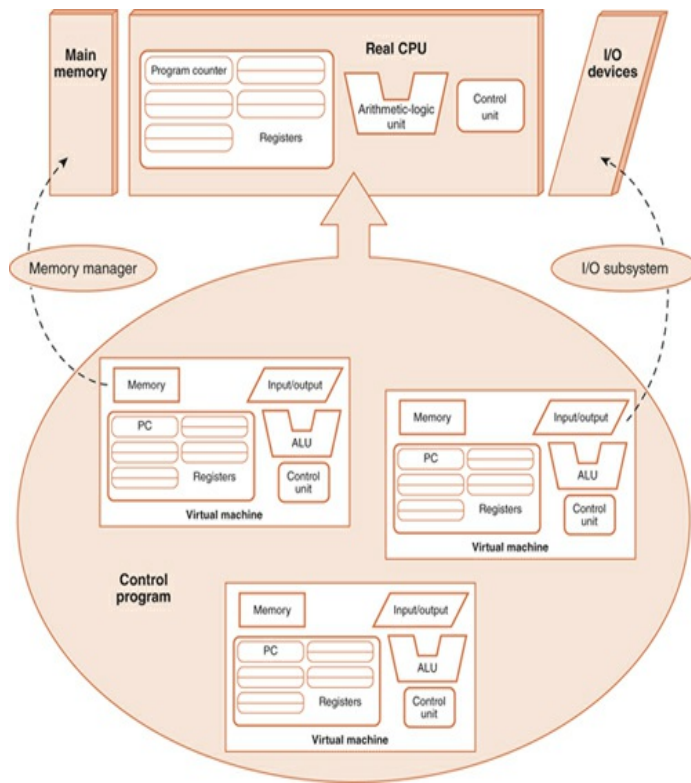 Main
memory
Real CPU
I/O
devices
Program counter
Registers
Arithmetic-logic
unit
Control
unit
Memory manager
I/O subsystem
Memory
Input/output
PC
Registers
ALU
Control
unit
Virtual machine
Memory
Input/output
PC
Registers
ALU
Control
unit
Virtual machine
Control
program
Memory
Input/output
PC
Registers
ALU
Control
unit
Virtual machine